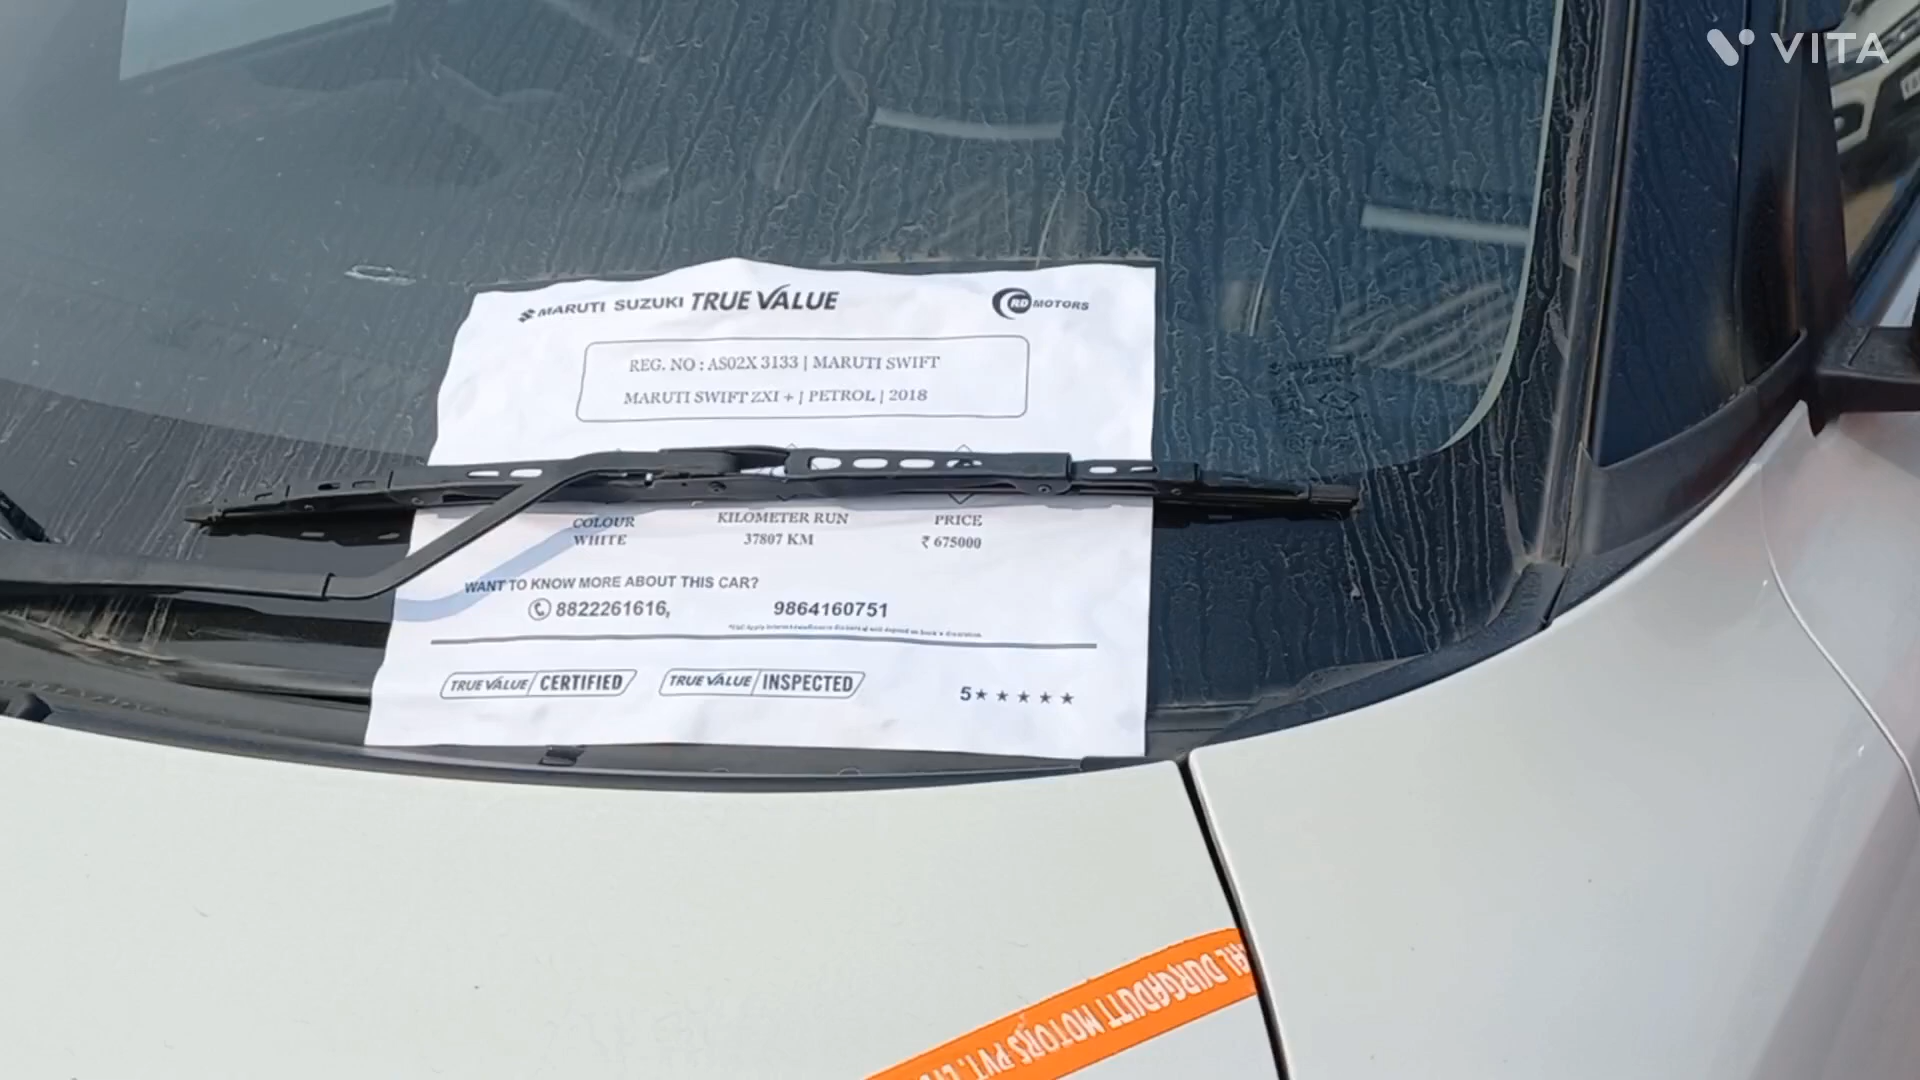 VITA
MARUTI SUZUKI TRUE VALUE
RD MOTORS
REG. NO : AS02X 3133 | MARUTI SWIFT
MARUTI SWIFT ZXI + | PETROL | 2018
COLOUR KILOMETER RUN PRICE
WHITE 37807 KM ₹ 675000
WANT TO KNOW MORE ABOUT THIS CAR?
8822261616, 9864160751
TRUE VALUE CERTIFIED TRUE VALUE INSPECTED 5★ ★ ★ ★ ★
DURGADUTT MOTORS PVT.